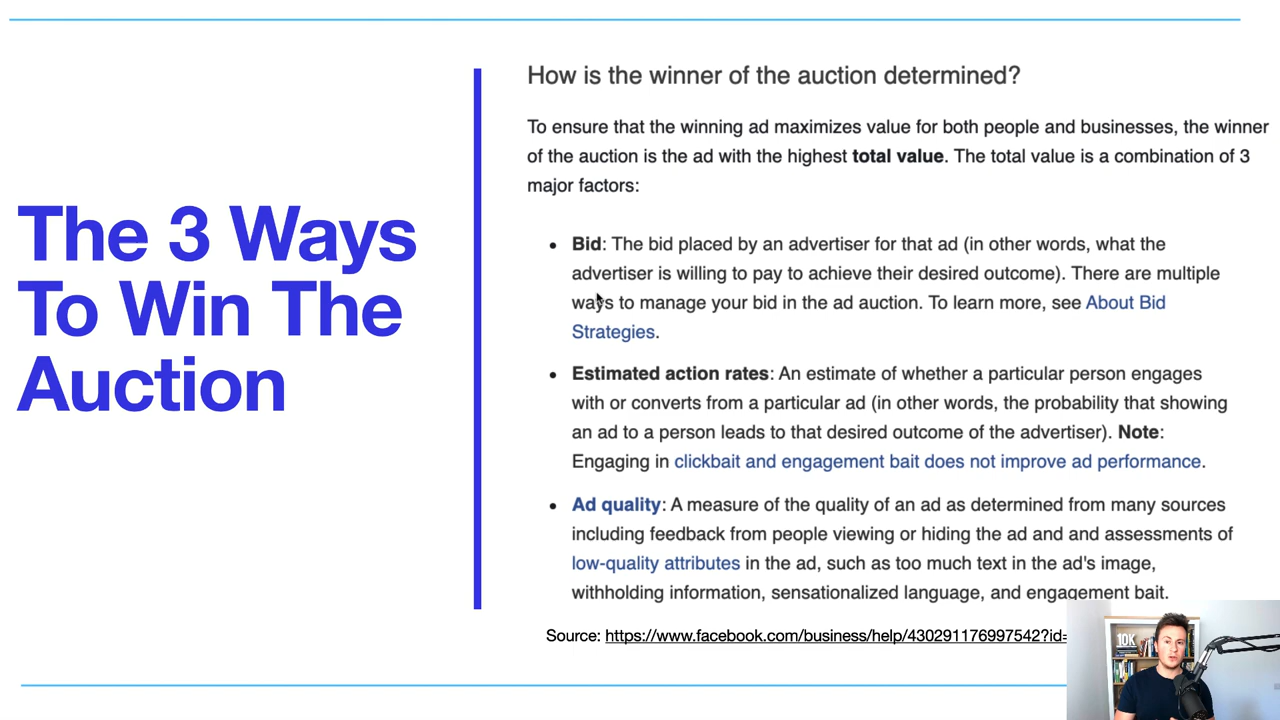 The 3 Ways
To Win The
Auction
How is the winner of the auction determined?
To ensure that the winning ad maximizes value for both people and businesses, the winner
of the auction is the ad with the highest total value. The total value is a combination of 3
major factors:
• Bid: The bid placed by an advertiser for that ad (in other words, what the
advertiser is willing to pay to achieve their desired outcome). There are multiple
ways to manage your bid in the ad auction. To learn more, see About Bid
Strategies.
• Estimated action rates: An estimate of whether a particular person engages
with or converts from a particular ad (in other words, the probability that showing
an ad to a person leads to that desired outcome of the advertiser). Note:
Engaging in clickbait and engagement bait does not improve ad performance.
• Ad quality: A measure of the quality of an ad as determined from many sources
including feedback from people viewing or hiding the ad and and assessments of
low-quality attributes in the ad, such as too much text in the ad's image,
withholding information, sensationalized language, and engagement bait.
Source: https://www.facebook.com/business/help/430291176997542?id=
10K